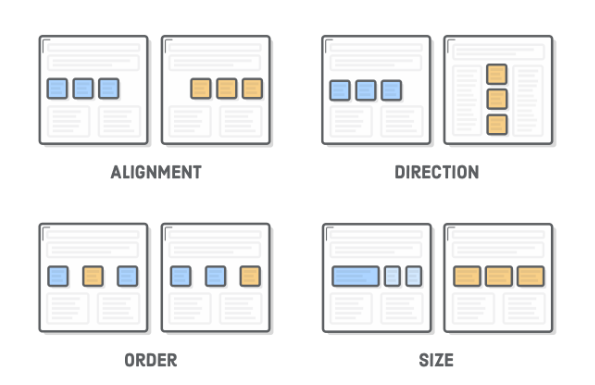 ALIGNMENT
DIRECTION
ORDER
SIZE